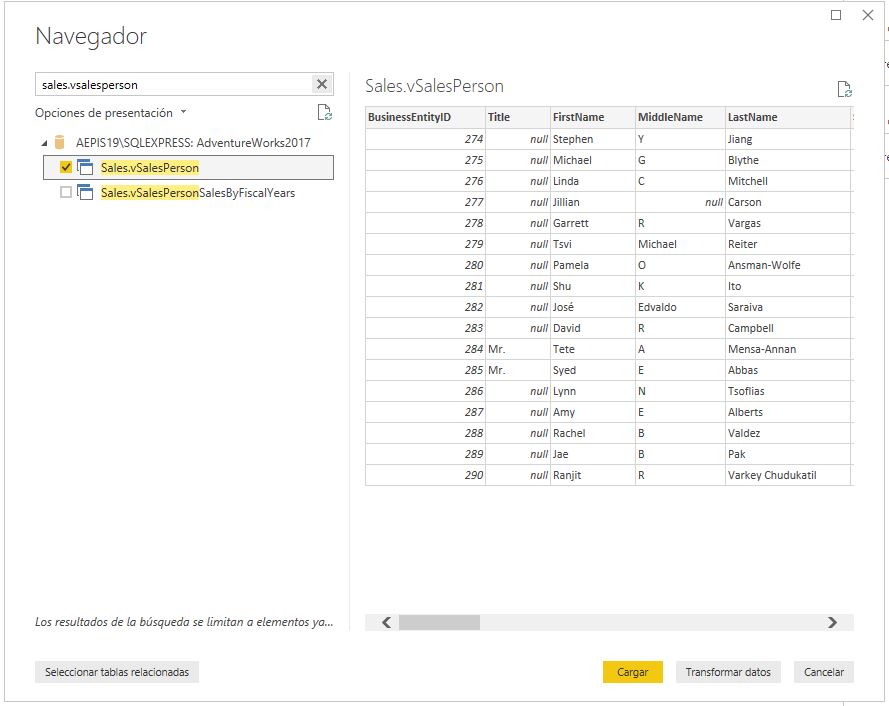 Navegador
sales.vsalesperson
Opciones de presentación
AEPIS19\SQLEXPRESS: AdventureWorks2017
Sales.vSalesPerson
Sales.vSalesPersonSalesByFiscalYears
Los resultados de la búsqueda se limitan a elementos ya...
Sales.vSalesPerson
BusinessEntityID Title FirstName MiddleName LastName
274 null Stephen Y Jiang
275 null Michael G Blythe
276 null Linda C Mitchell
277 null Jillian null Carson
278 null Garrett R Vargas
279 null Tsvi Michael Reiter
280 null Pamela O Ansman-Wolfe
281 null Shu K Ito
282 null José Edvaldo Saraiva
283 null David R Campbell
284 Mr. Tete A Mensa-Annan
285 Mr. Syed E Abbas
286 null Lynn N Tsoflias
287 null Amy E Alberts
288 null Rachel B Valdez
289 null Jae B Pak
290 null Ranjit R Varkey Chudukatil
Seleccionar tablas relacionadas
Cargar
Transformar datos
Cancelar